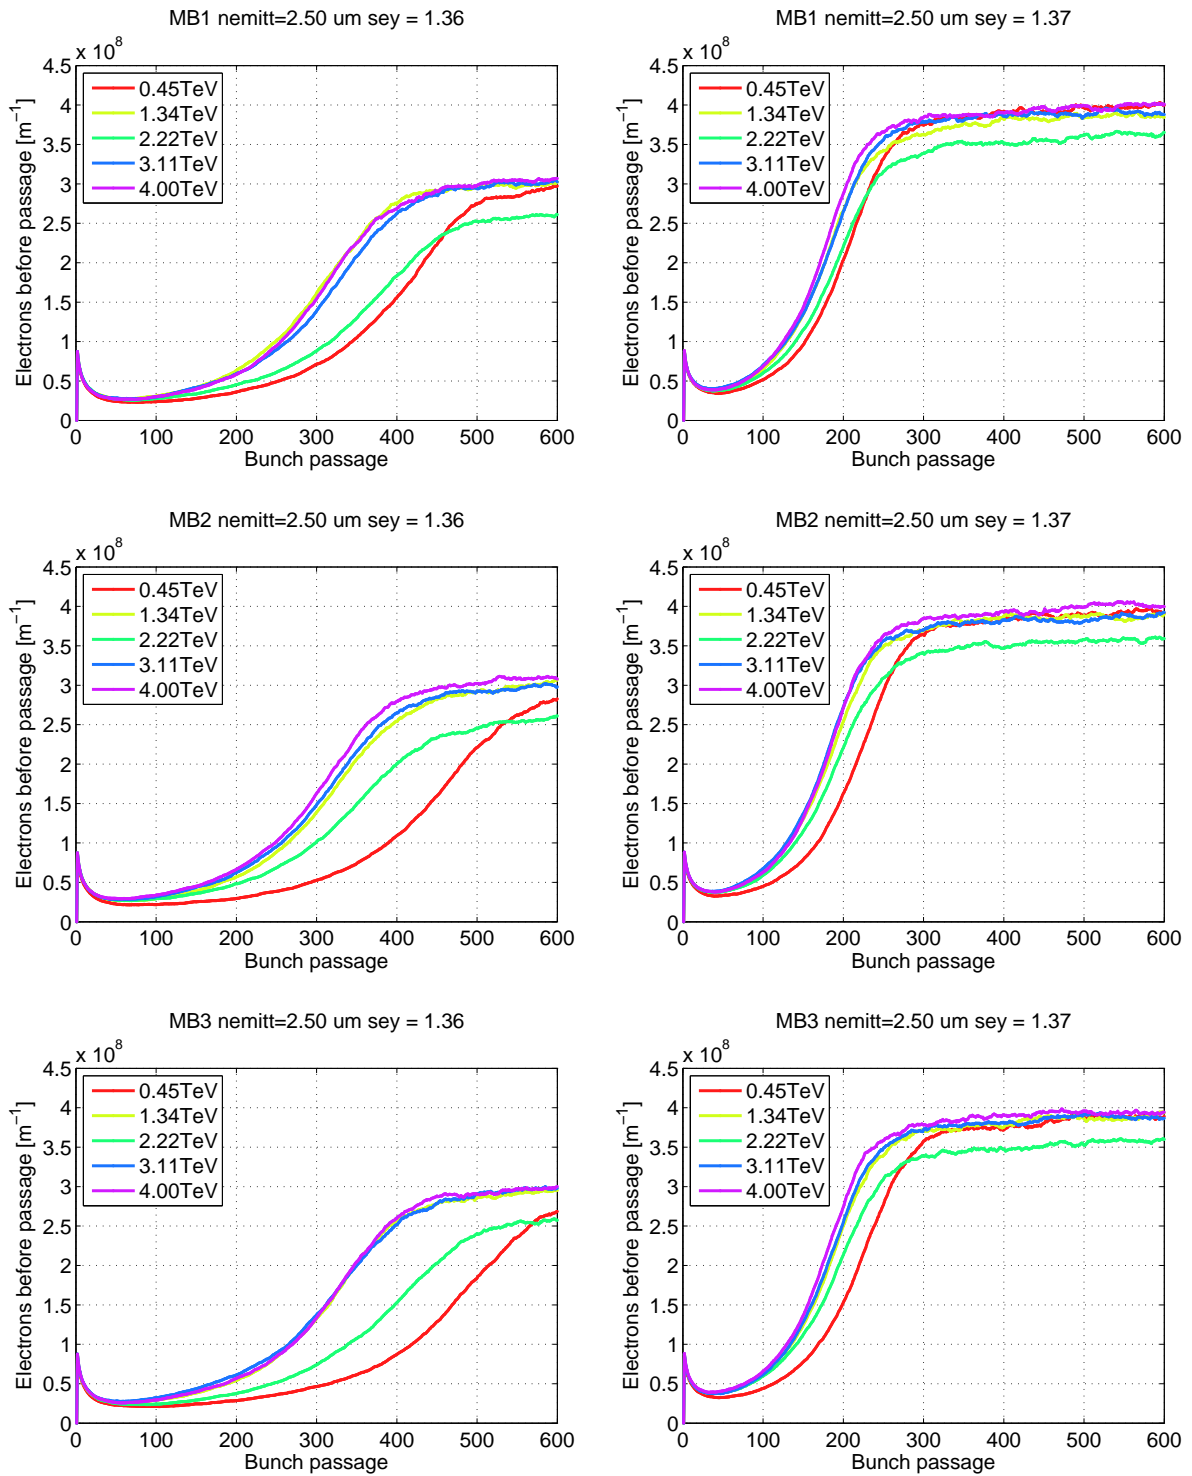 MB1 nemitt=2.50 um sey = 1.36
x 10^8
4.5
4
3.5
3
2.5
2
1.5
1
0.5
0
Electrons before passage [m^−1]
0.45TeV
1.34TeV
2.22TeV
3.11TeV
4.00TeV
0 100 200 300 400 500 600
Bunch passage
MB1 nemitt=2.50 um sey = 1.37
x 10^8
4.5
4
3.5
3
2.5
2
1.5
1
0.5
0
Electrons before passage [m^−1]
0.45TeV
1.34TeV
2.22TeV
3.11TeV
4.00TeV
0 100 200 300 400 500 600
Bunch passage
MB2 nemitt=2.50 um sey = 1.36
x 10^8
4.5
4
3.5
3
2.5
2
1.5
1
0.5
0
Electrons before passage [m^−1]
0.45TeV
1.34TeV
2.22TeV
3.11TeV
4.00TeV
0 100 200 300 400 500 600
Bunch passage
MB2 nemitt=2.50 um sey = 1.37
x 10^8
4.5
4
3.5
3
2.5
2
1.5
1
0.5
0
Electrons before passage [m^−1]
0.45TeV
1.34TeV
2.22TeV
3.11TeV
4.00TeV
0 100 200 300 400 500 600
Bunch passage
MB3 nemitt=2.50 um sey = 1.36
x 10^8
4.5
4
3.5
3
2.5
2
1.5
1
0.5
0
Electrons before passage [m^−1]
0.45TeV
1.34TeV
2.22TeV
3.11TeV
4.00TeV
0 100 200 300 400 500 600
Bunch passage
MB3 nemitt=2.50 um sey = 1.37
x 10^8
4.5
4
3.5
3
2.5
2
1.5
1
0.5
0
Electrons before passage [m^−1]
0.45TeV
1.34TeV
2.22TeV
3.11TeV
4.00TeV
0 100 200 300 400 500 600
Bunch passage